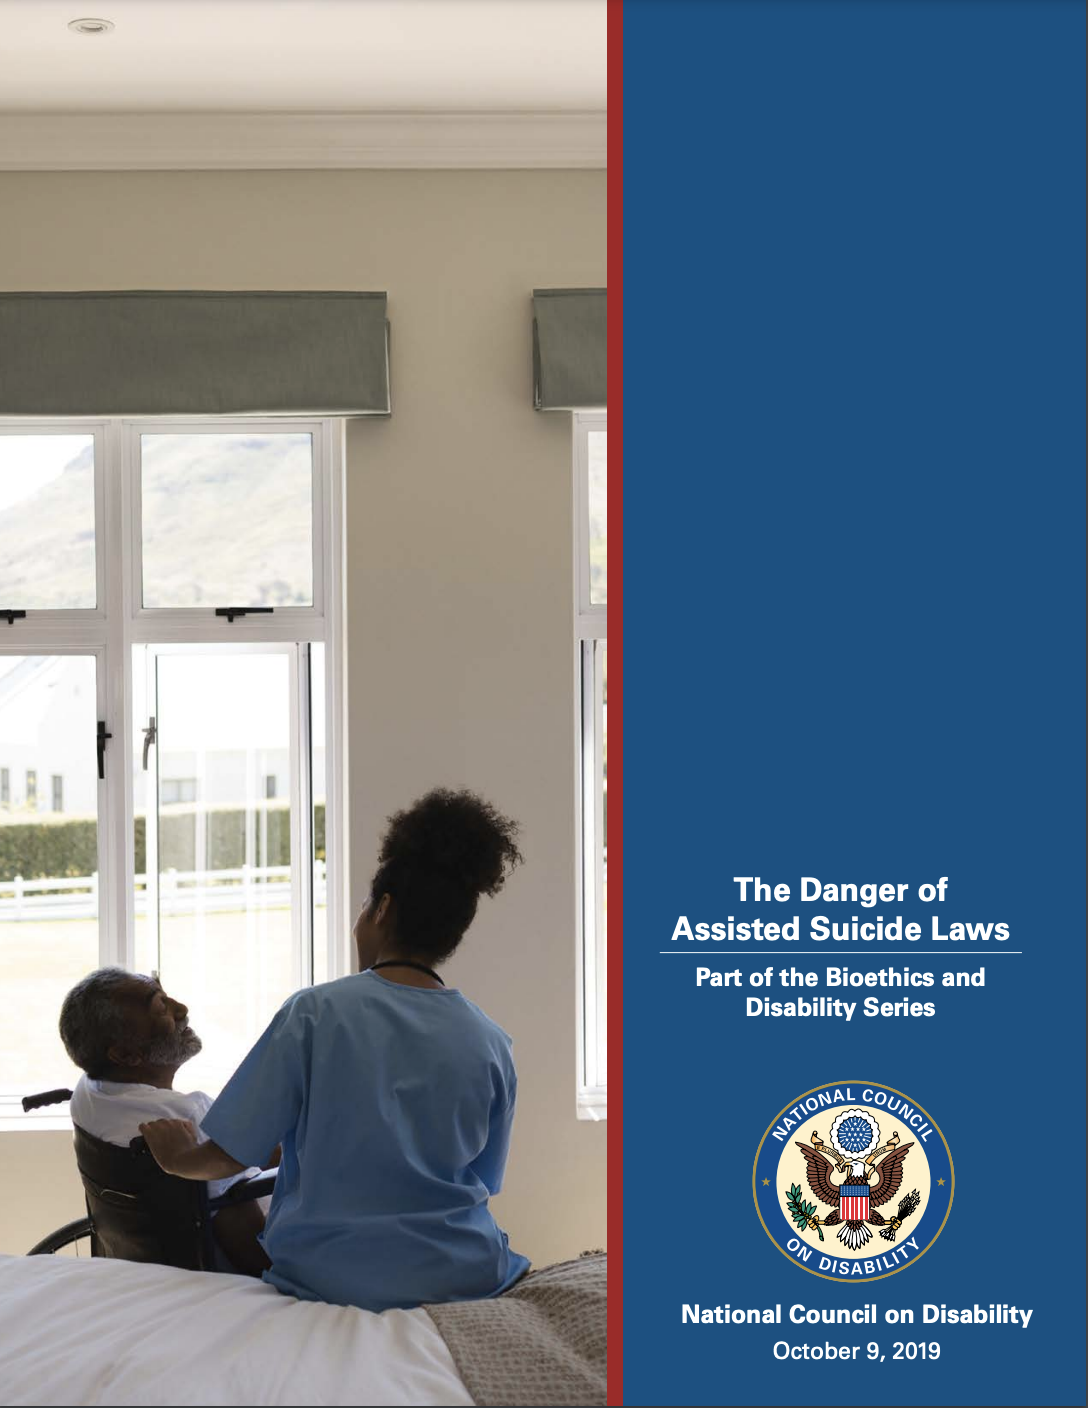 The Danger of
Assisted Suicide Laws
Part of the Bioethics and
Disability Series
NATIONAL COUNCIL
ON DISABILITY
National Council on Disability
October 9, 2019